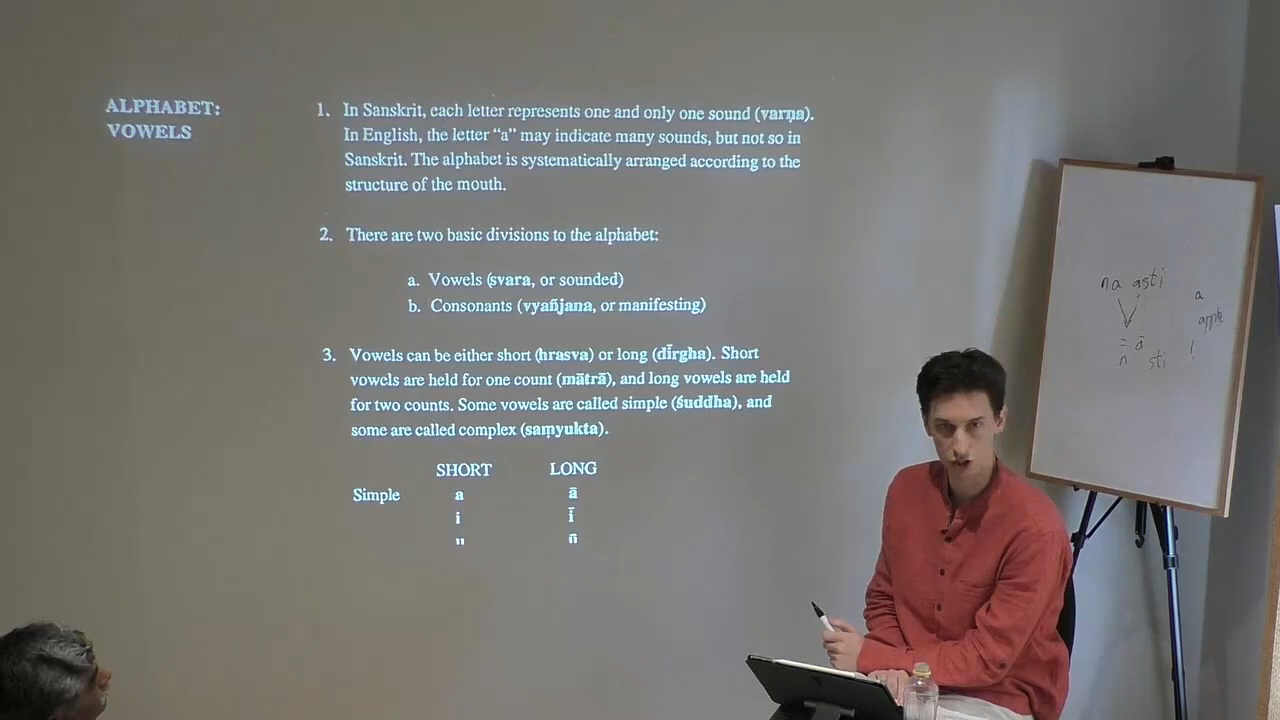 ALPHABET:
VOWELS
1. In Sanskrit, each letter represents one and only one sound (varṇa).
In English, the letter “a” may indicate many sounds, but not so in
Sanskrit. The alphabet is systematically arranged according to the
structure of the mouth.
2. There are two basic divisions to the alphabet:
a. Vowels (svara, or sounded)
b. Consonants (vyañjana, or manifesting)
3. Vowels can be either short (hrasva) or long (dīrgha). Short
vowels are held for one count (mātrā), and long vowels are held
for two counts. Some vowels are called simple (śuddha), and
some are called complex (saṃyukta).
SHORT LONG
Simple a ā
i ī
u ū
na asti
= ā
n sti
a
apple